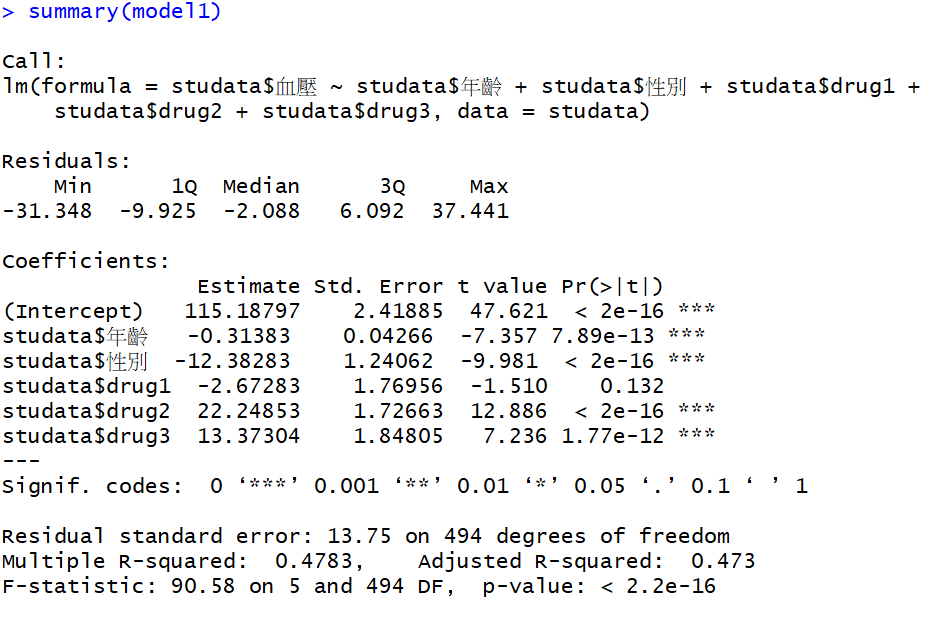 > summary(model1)
Call:
lm(formula = studata$血壓 ~ studata$年齡 + studata$性別 + studata$drug1 +
    studata$drug2 + studata$drug3, data = studata)
Residuals:
    Min      1Q  Median      3Q     Max
-31.348  -9.925  -2.088   6.092  37.441
Coefficients:
              Estimate Std. Error t value Pr(>|t|)
(Intercept)   115.18797    2.41885  47.621  < 2e-16 ***
studata$年齡   -0.31383    0.04266  -7.357 7.89e-13 ***
studata$性別  -12.38283    1.24062  -9.981  < 2e-16 ***
studata$drug1  -2.67283    1.76956  -1.510    0.132
studata$drug2  22.24853    1.72663  12.886  < 2e-16 ***
studata$drug3  13.37304    1.84805   7.236 1.77e-12 ***
---
Signif. codes:  0 ‘***’ 0.001 ‘**’ 0.01 ‘*’ 0.05 ‘.’ 0.1 ‘ ’ 1
Residual standard error: 13.75 on 494 degrees of freedom
Multiple R-squared:  0.4783,    Adjusted R-squared:  0.473
F-statistic: 90.58 on 5 and 494 DF,  p-value: < 2.2e-16